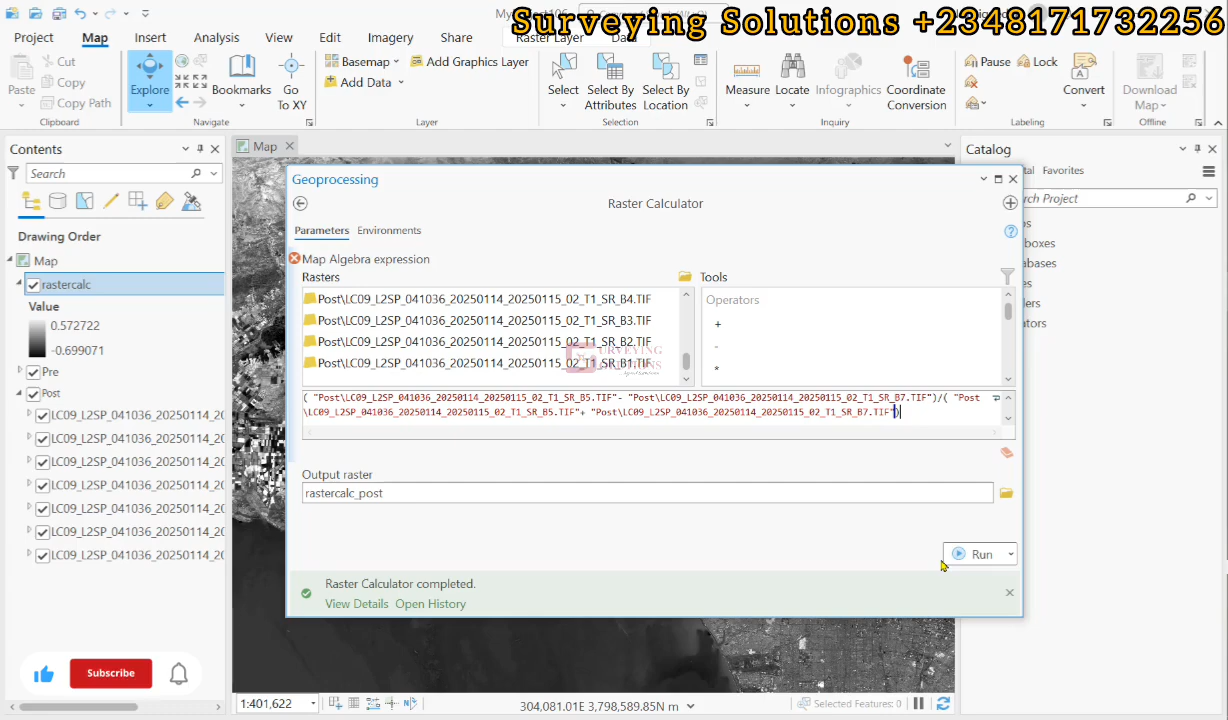 Surveying Solutions +2348171732256
Project Map Insert Analysis View Edit Imagery Share Raster Layer Data
Paste Cut Copy Copy Path
Clipboard
Explore Bookmarks Go To XY
Navigate
Basemap Add Graphics Layer
Add Data
Layer
Select Select By Attributes Select By Location
Selection
Measure Locate Infographics Coordinate Conversion
Inquiry
Pause Lock
Convert
Labeling
Download Map
Offline
Contents
Search
Drawing Order
Map
rastercalc
Value
0.572722
-0.699071
Pre
Post
LC09_L2SP_041036_20250114_20250115_02_T1_SR
LC09_L2SP_041036_20250114_20
LC09_L2SP_041036_20250114_20
LC09_L2SP_041036_20250114_20
LC09_L2SP_041036_20250114_20
LC09_L2SP_041036_20250114_20
LC09_L2SP_041036_20250114_20
Map
Catalog
Favorites
rch Project
Geoprocessing
Raster Calculator
Parameters Environments
Map Algebra expression
Rasters
Tools
Post\LC09_L2SP_041036_20250114_20250115_02_T1_SR_B4.TIF
Post\LC09_L2SP_041036_20250114_20250115_02_T1_SR_B3.TIF
Post\LC09_L2SP_041036_20250114_20250115_02_T1_SR_B2.TIF
Post\LC09_L2SP_041036_20250114_20250115_02_T1_SR_B1.TIF
Operators
+
-
*
SURVEYING
SOLUTIONS
( "Post\LC09_L2SP_041036_20250114_20250115_02_T1_SR_B5.TIF"- "Post\LC09_L2SP_041036_20250114_20250115_02_T1_SR_B7.TIF")/( "Post
\LC09_L2SP_041036_20250114_20250115_02_T1_SR_B5.TIF"+ "Post\LC09_L2SP_041036_20250114_20250115_02_T1_SR_B7.TIF")
Output raster
rastercalc_post
Run
Raster Calculator completed.
View Details Open History
Subscribe
1:401,622
304,081.01E 3,798,589.85N m
Selected Features: 0